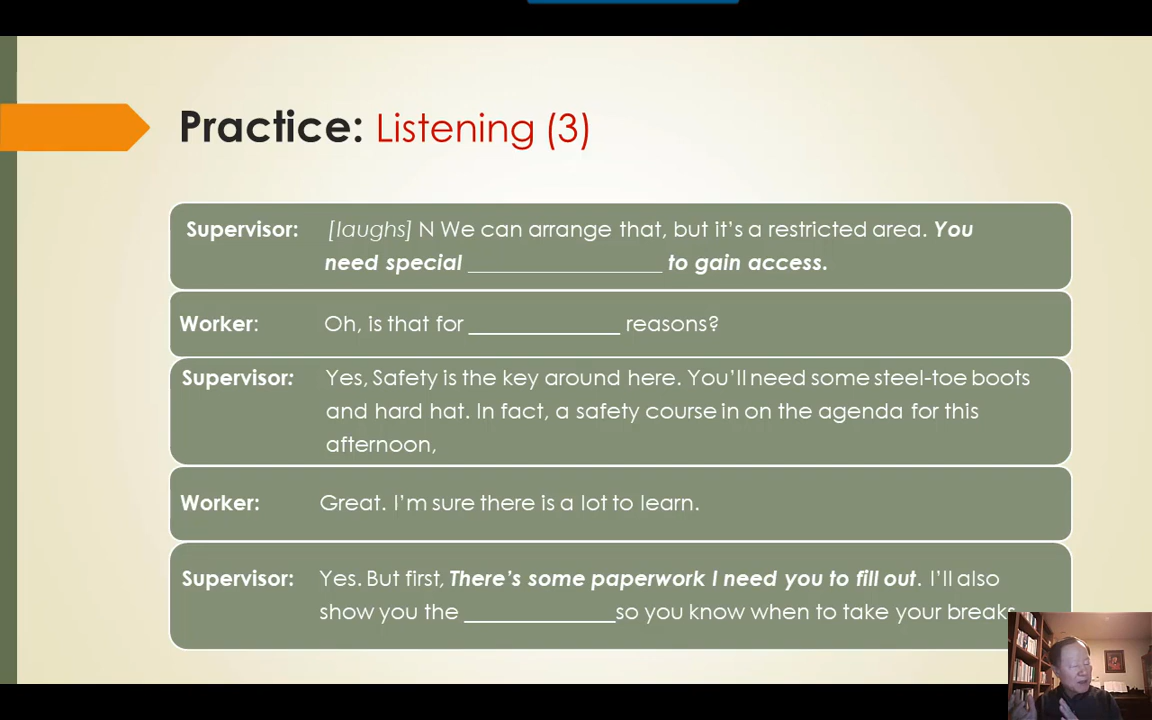 Practice: Listening (3)
Supervisor: [laughs] N We can arrange that, but it's a restricted area. You
need special _________________ to gain access.
Worker: Oh, is that for ______________ reasons?
Supervisor: Yes, Safety is the key around here. You'll need some steel-toe boots
and hard hat. In fact, a safety course in on the agenda for this
afternoon,
Worker: Great. I'm sure there is a lot to learn.
Supervisor: Yes. But first, There's some paperwork I need you to fill out. I'll also
show you the ______________so you know when to take your breaks